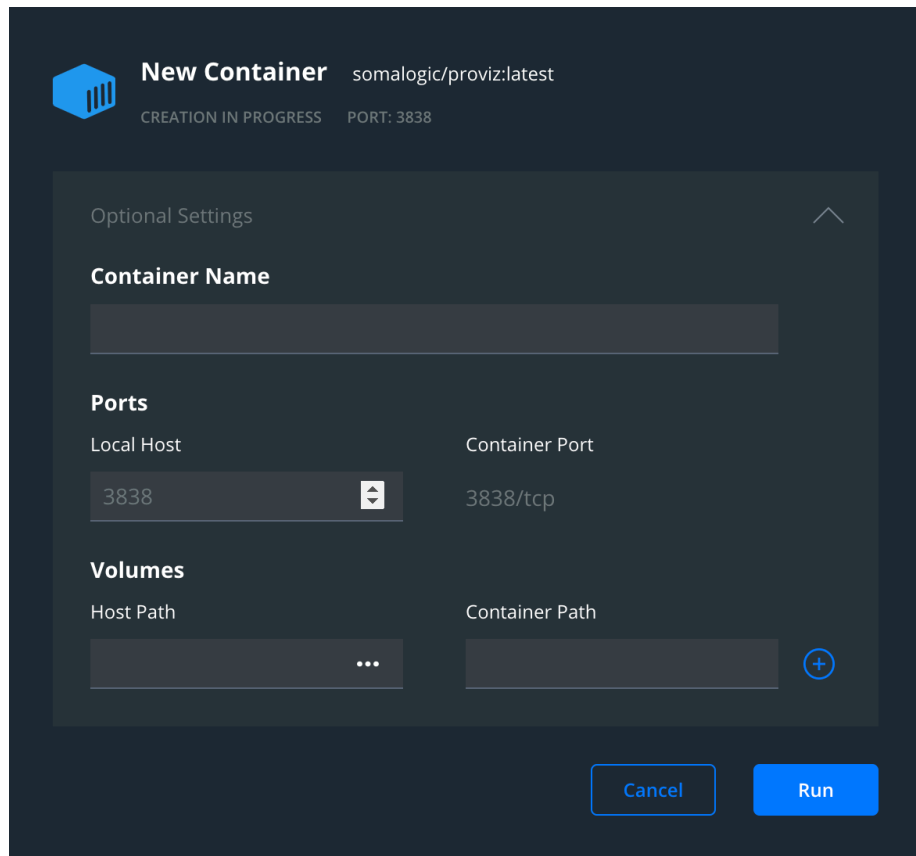 New Container somalogic/proviz:latest
CREATION IN PROGRESS PORT: 3838
Optional Settings
Container Name
Ports
Local Host Container Port
3838 3838/tcp
Volumes
Host Path Container Path
Cancel Run